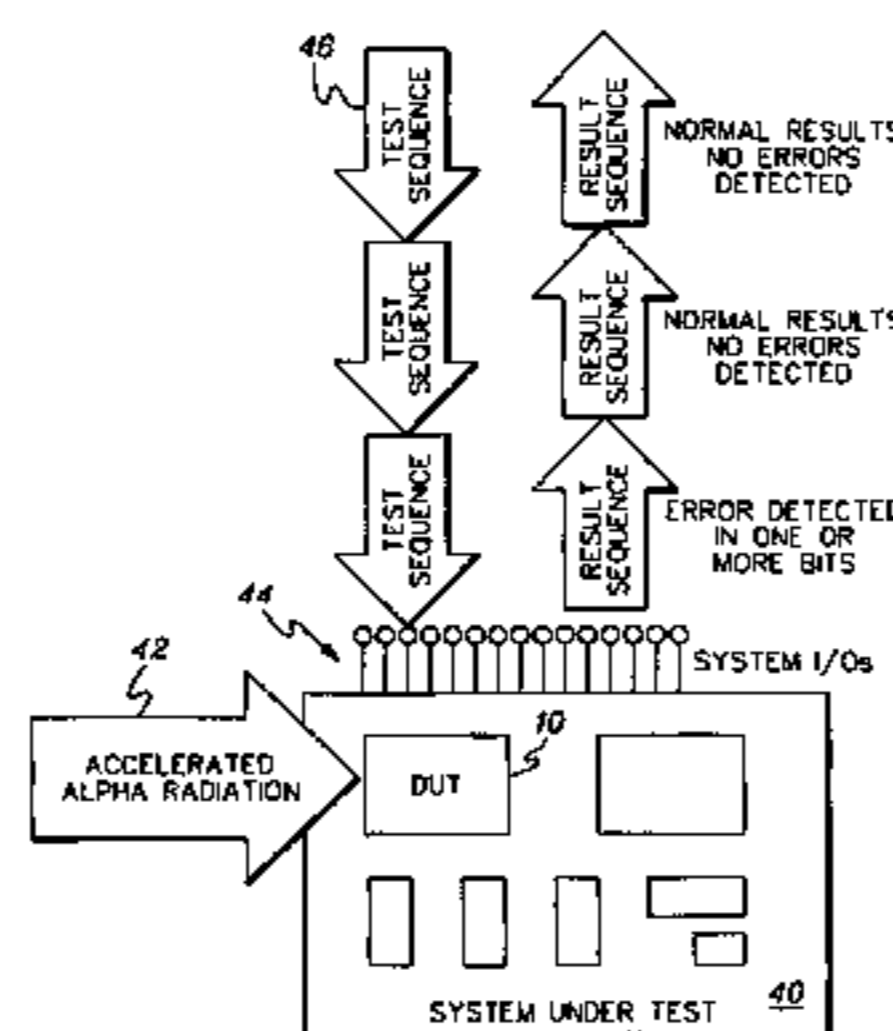 46
TEST
SEQUENCE
RESULT
SEQUENCE
NORMAL RESULTS
NO ERRORS
DETECTED
TEST
SEQUENCE
RESULT
SEQUENCE
NORMAL RESULTS
NO ERRORS
DETECTED
TEST
SEQUENCE
RESULT
SEQUENCE
ERROR DETECTED
IN ONE OR
MORE BITS
44
SYSTEM I/Os
42
ACCELERATED
ALPHA RADIATION
10
DUT
40
SYSTEM UNDER TEST